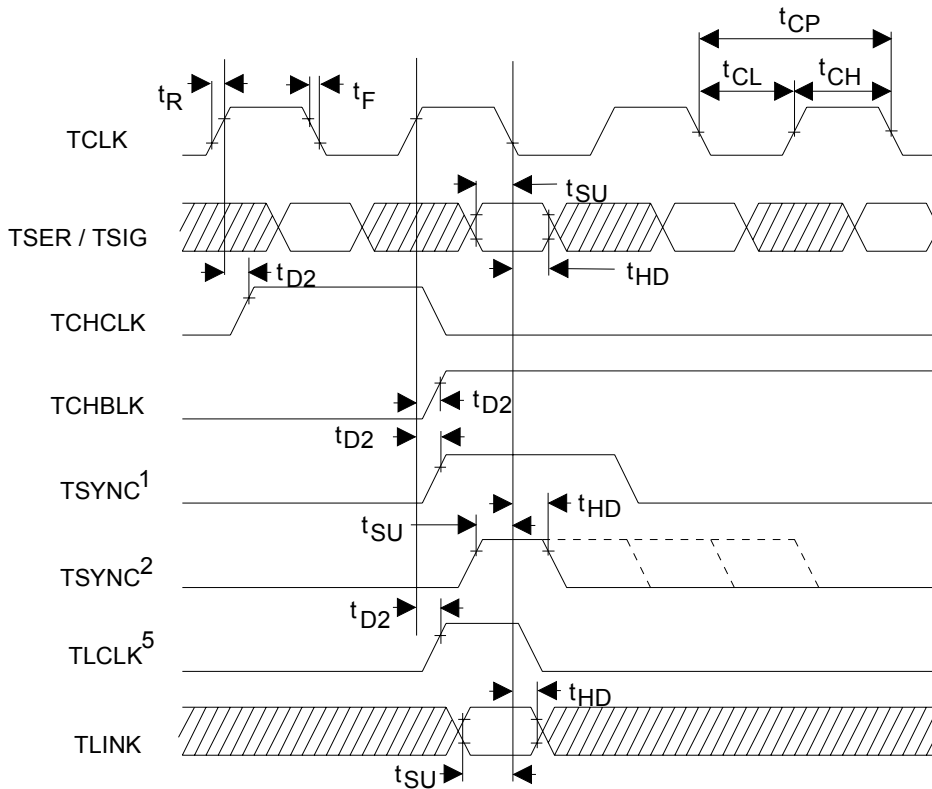 tCP
tCL tCH
tR tF
TCLK
tSU
TSER / TSIG
tHD
tD2
TCHCLK
TCHBLK
tD2
tD2
TSYNC1
tHD
tSU
TSYNC2
tD2
TLCLK5
tHD
TLINK
tSU